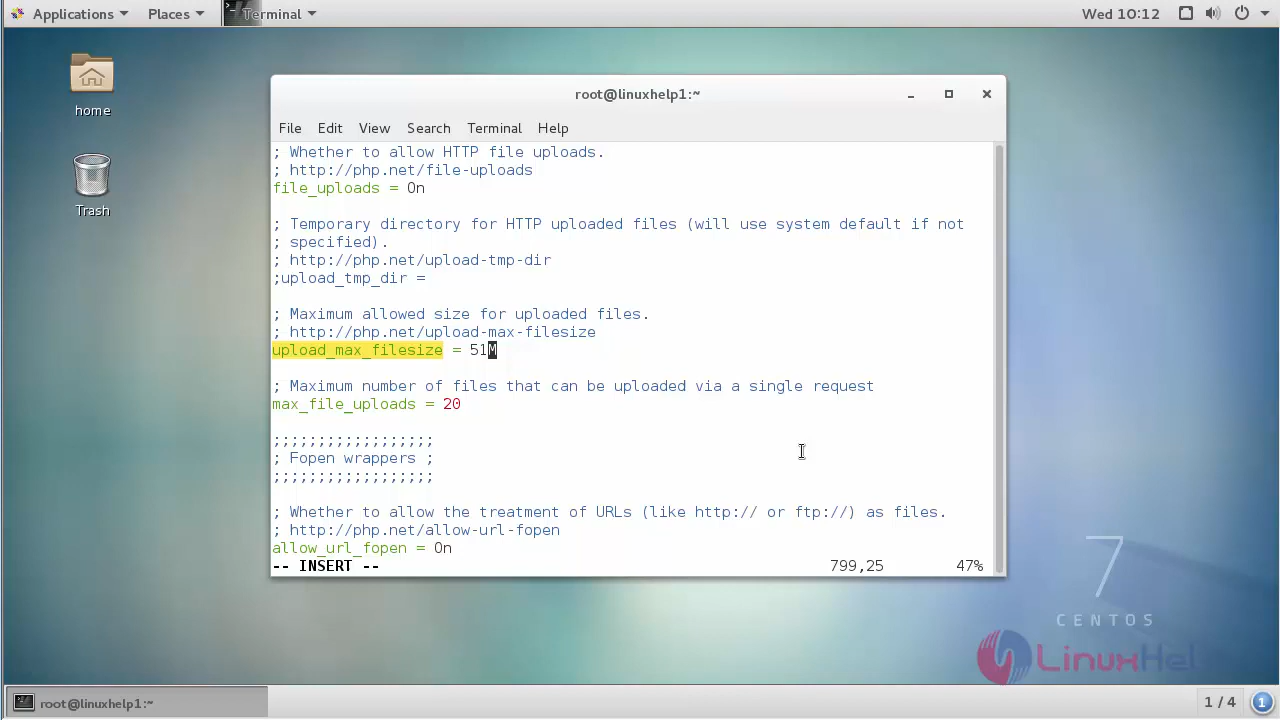 Applications Places Terminal Wed 10:12
home
Trash
root@linuxhelp1:~
File Edit View Search Terminal Help
; Whether to allow HTTP file uploads.
; http://php.net/file-uploads
file_uploads = On
; Temporary directory for HTTP uploaded files (will use system default if not
; specified).
; http://php.net/upload-tmp-dir
;upload_tmp_dir =
; Maximum allowed size for uploaded files.
; http://php.net/upload-max-filesize
upload_max_filesize = 51M
; Maximum number of files that can be uploaded via a single request
max_file_uploads = 20
;;;;;;;;;;;;;;;;;;
; Fopen wrappers ;
;;;;;;;;;;;;;;;;;;
; Whether to allow the treatment of URLs (like http:// or ftp://) as files.
; http://php.net/allow-url-fopen
allow_url_fopen = On
-- INSERT -- 799,25 47%
7
CENTOS
LinuxHelp
root@linuxhelp1:~ 1 / 4 1